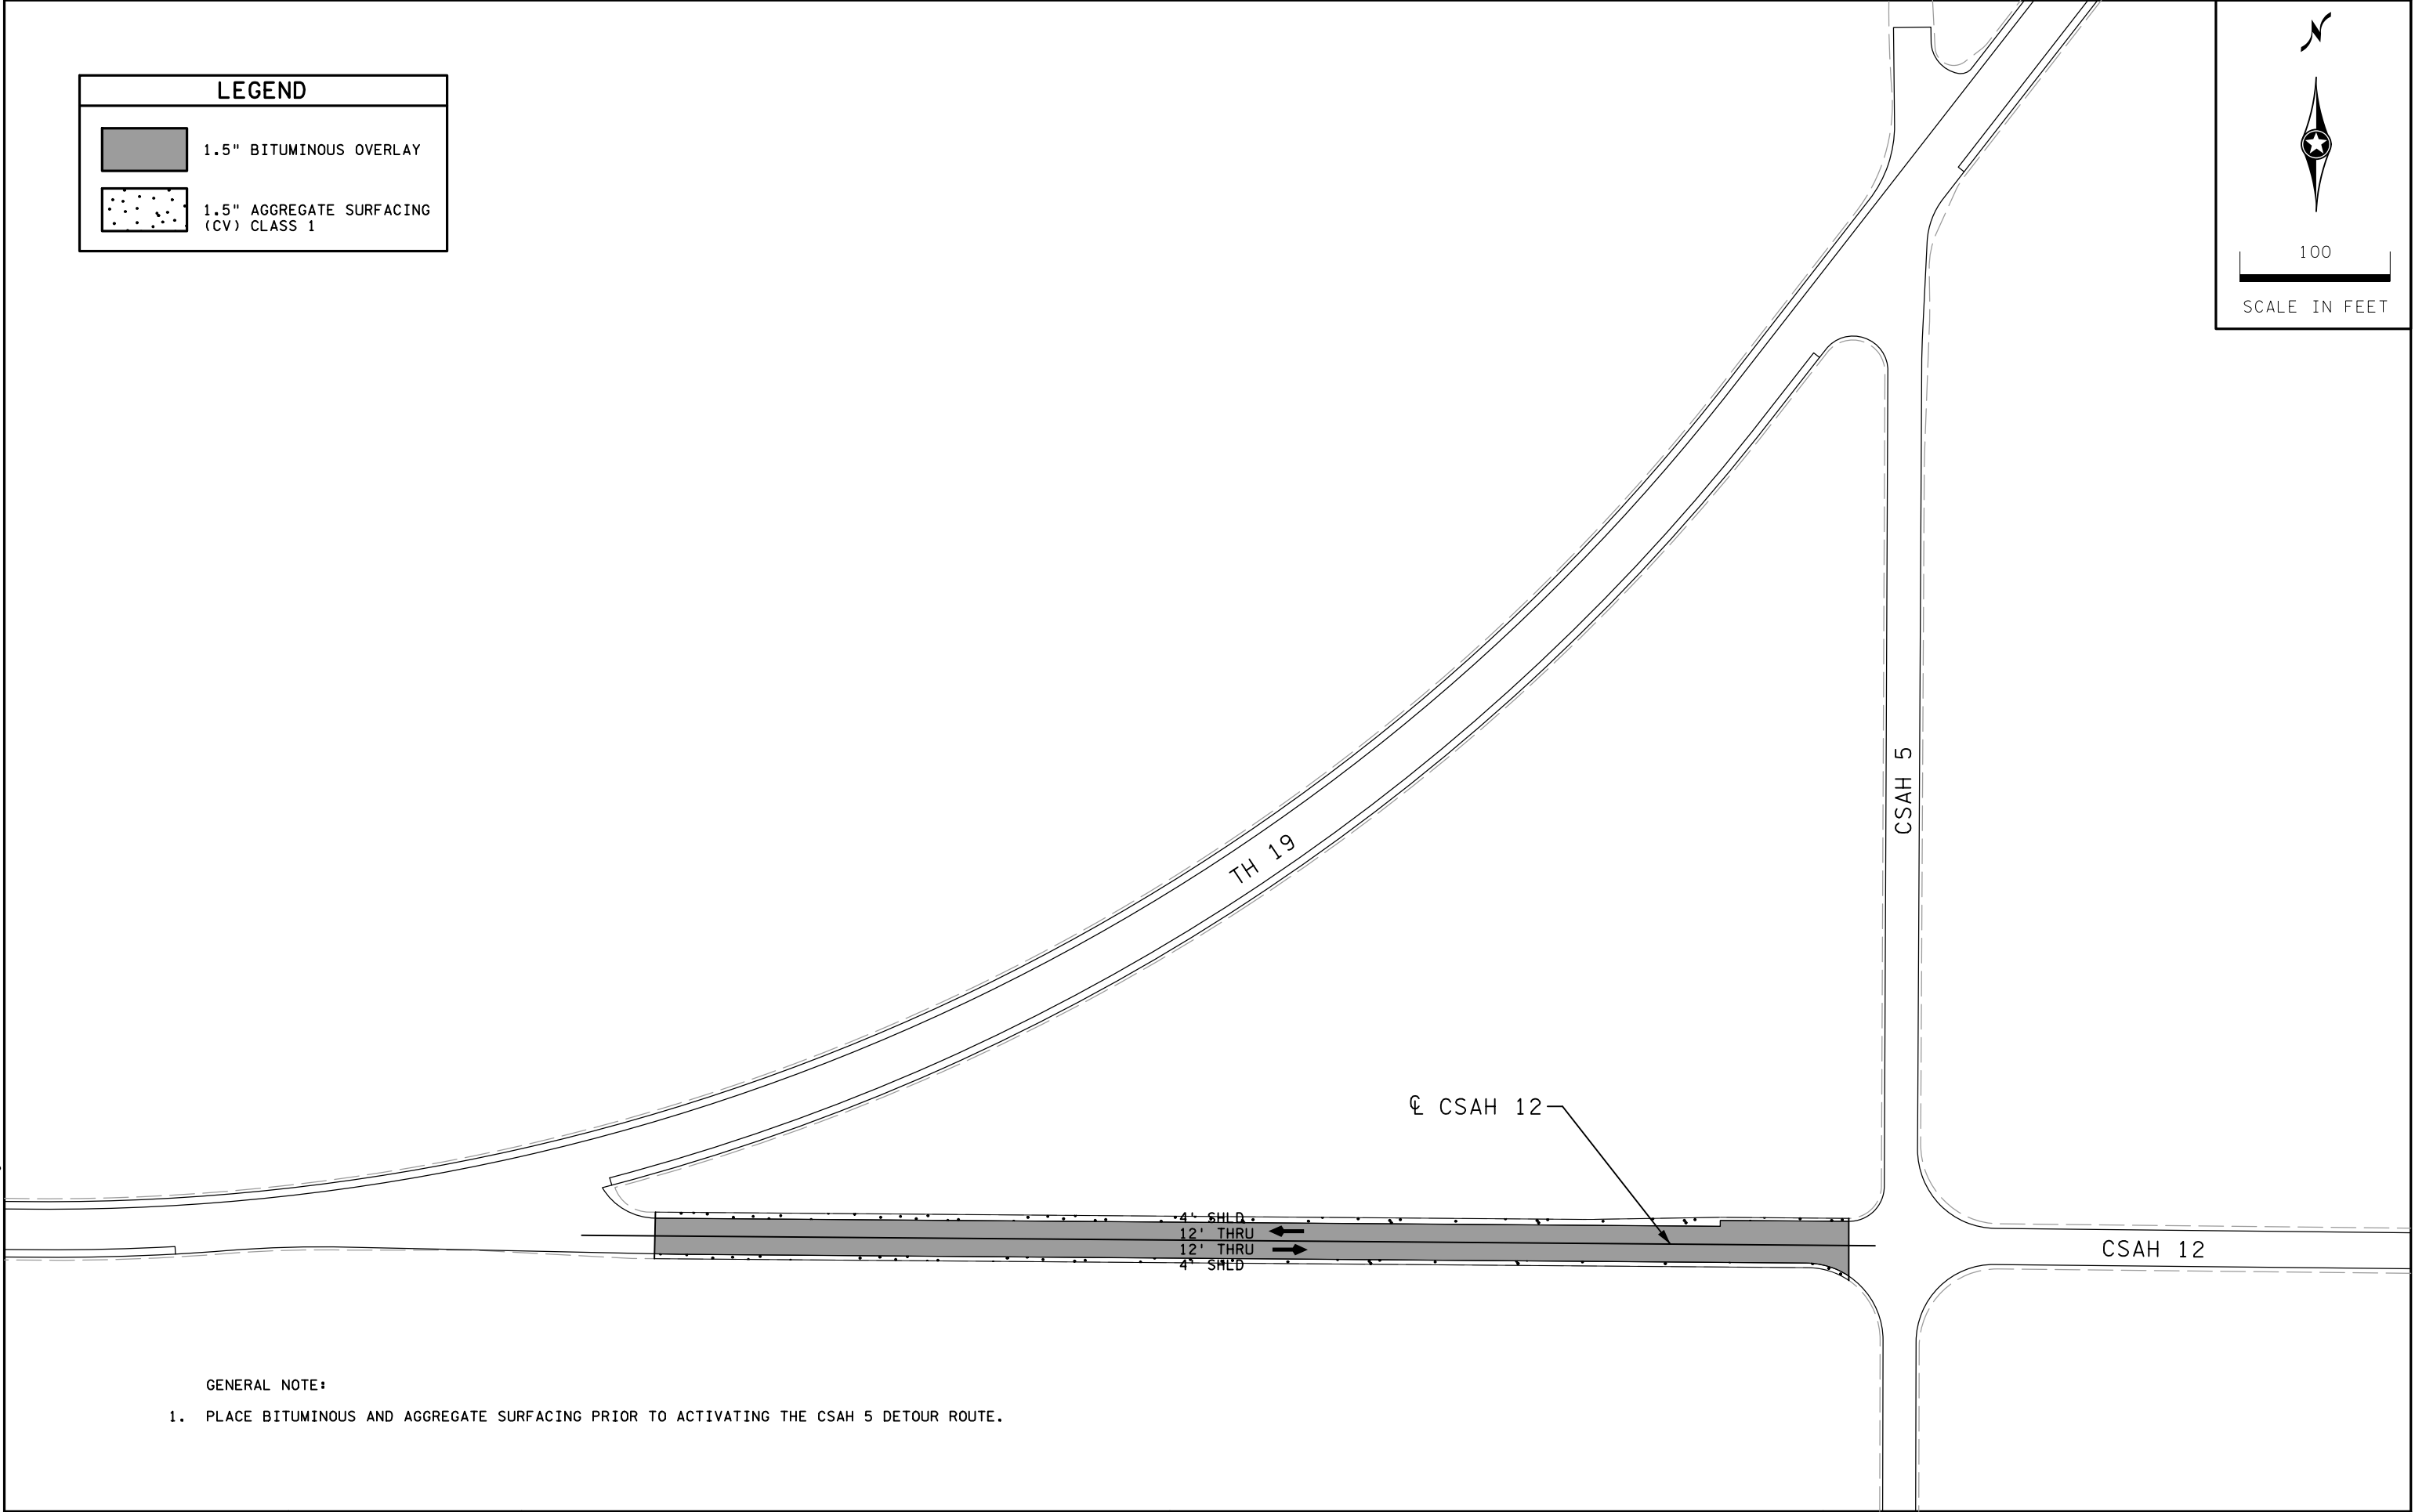 LEGEND
1.5" BITUMINOUS OVERLAY
1.5" AGGREGATE SURFACING
(CV) CLASS 1
N
100
SCALE IN FEET
CSAH 5
TH 19
℄ CSAH 12
4' SHLD
12' THRU
12' THRU
4' SHLD
CSAH 12
GENERAL NOTE:
1. PLACE BITUMINOUS AND AGGREGATE SURFACING PRIOR TO ACTIVATING THE CSAH 5 DETOUR ROUTE.